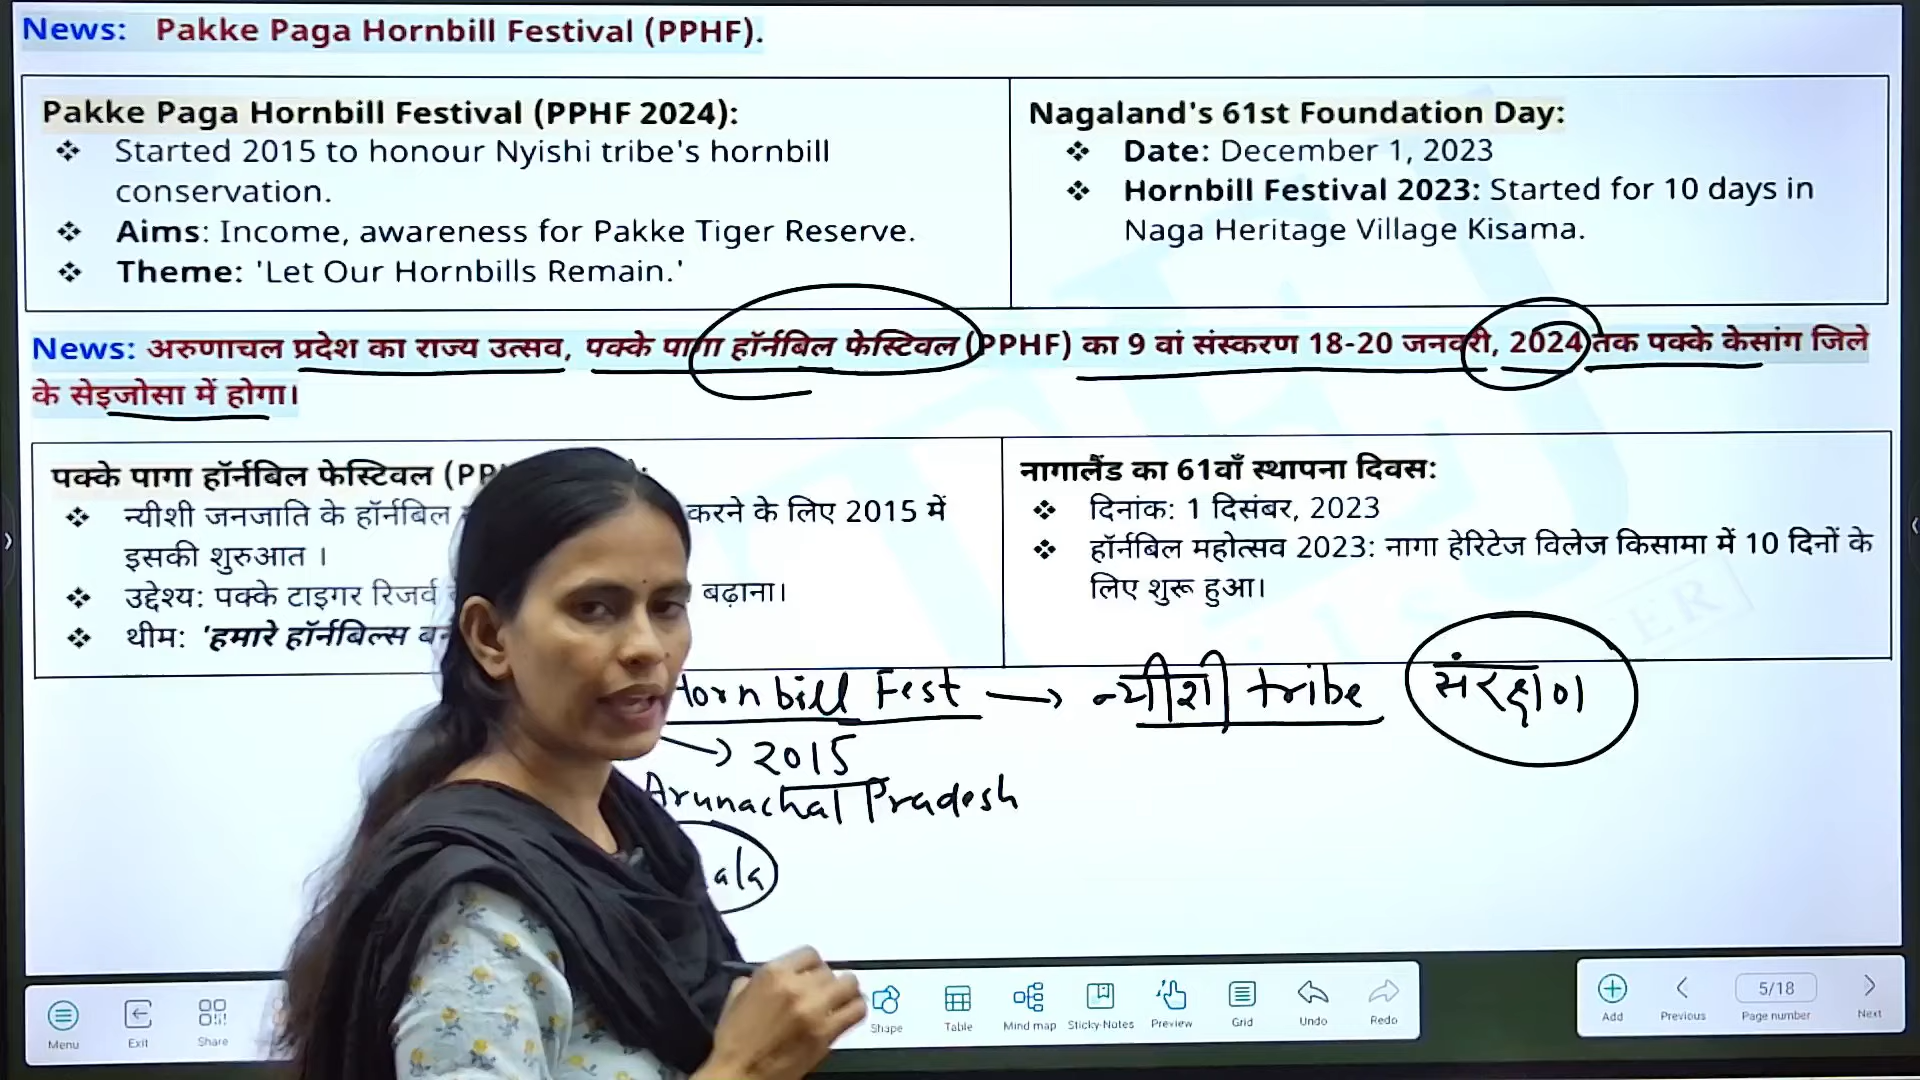 News: Pakke Paga Hornbill Festival (PPHF).
Pakke Paga Hornbill Festival (PPHF 2024):
❖ Started 2015 to honour Nyishi tribe's hornbill
conservation.
❖ Aims: Income, awareness for Pakke Tiger Reserve.
❖ Theme: 'Let Our Hornbills Remain.'
Nagaland's 61st Foundation Day:
❖ Date: December 1, 2023
❖ Hornbill Festival 2023: Started for 10 days in
Naga Heritage Village Kisama.
News: अरुणाचल प्रदेश का राज्य उत्सव, पक्के पागा हॉर्नबिल फेस्टिवल (PPHF) का 9 वां संस्करण 18-20 जनवरी, 2024 तक पक्के केसांग जिले
के सेइजोसा में होगा।
पक्के पागा हॉर्नबिल फेस्टिवल
❖ न्यीशी जनजाति के हॉर्नबिल करने के लिए 2015 में
इसकी शुरुआत ।
❖ उद्देश्य: पक्के टाइगर रिजर्व बढ़ाना।
❖ थीम: 'हमारे हॉर्नबिल्स
नागालैंड का 61वाँ स्थापना दिवस:
❖ दिनांक: 1 दिसंबर, 2023
❖ हॉर्नबिल महोत्सव 2023: नागा हेरिटेज विलेज किसामा में 10 दिनों के
लिए शुरू हुआ।
Hornbill Fest → न्यीशी tribe संरक्षण
→ 2015
Arunachal Pradesh
Menu Exit Share Shape Table Mind map Sticky Notes Preview Grid Undo Redo
Add Previous 5/18 Page number Next